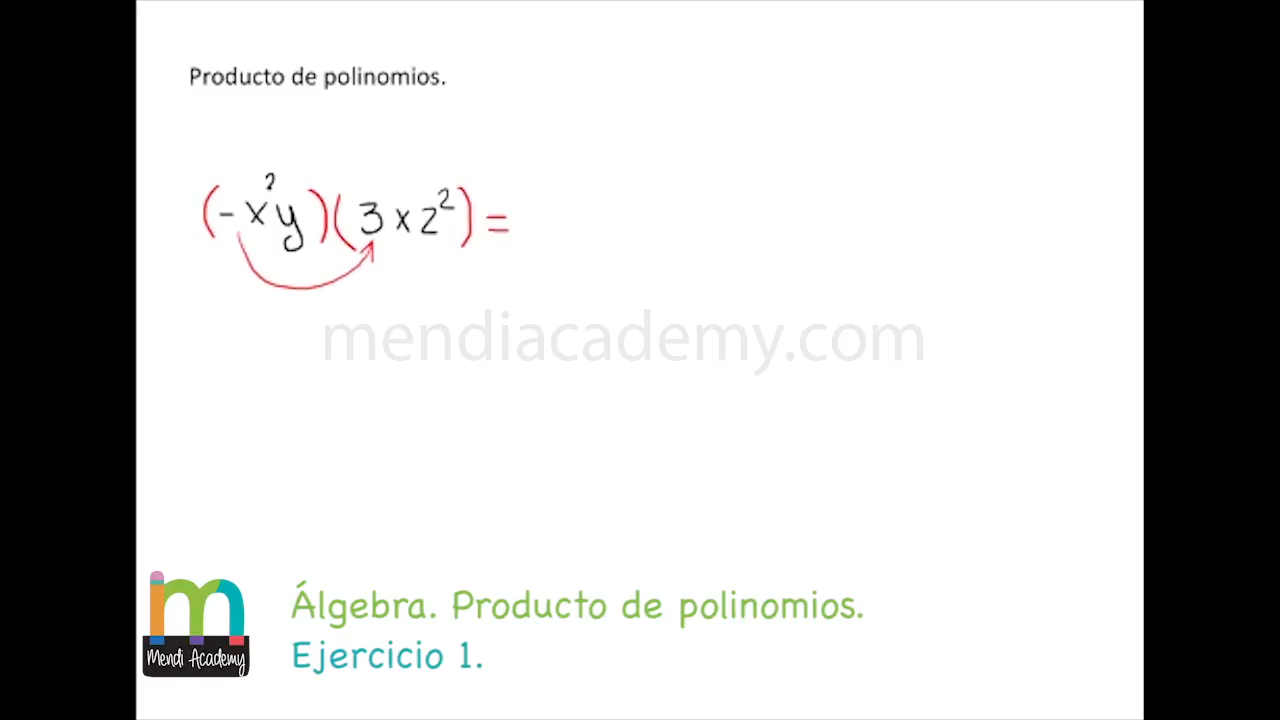 Producto de polinomios.
(-x²y)(3xz²)=
mendiacademy.com
Álgebra. Producto de polinomios.
Mendi Academy
Ejercicio 1.